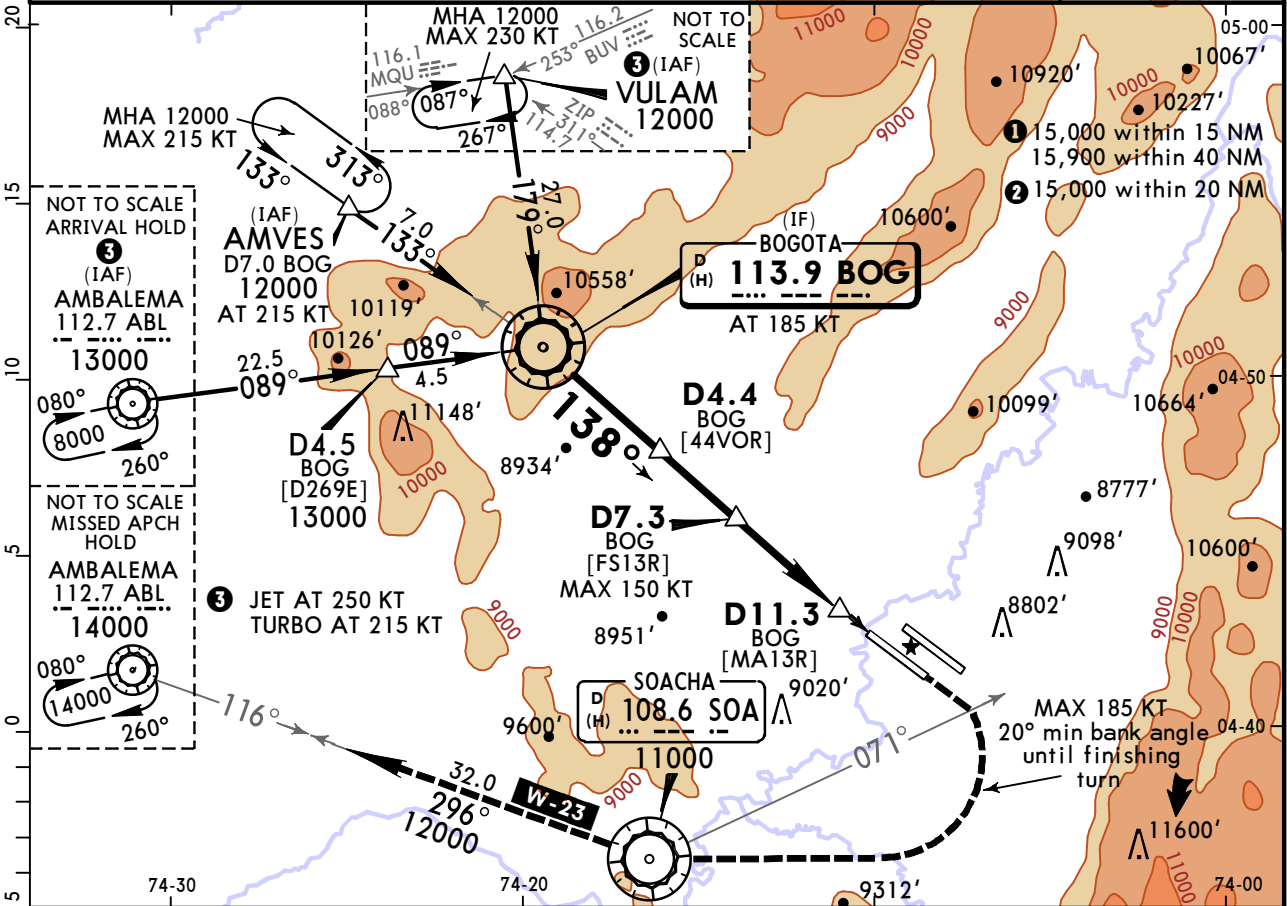 20
15
10
5
0
5
MHA 12000
MAX 230 KT
NOT TO
SCALE
116.2
BUV
253°
116.1
MQU
088°
087°
267°
3 (IAF)
VULAM
12000
ZIP
311°
114.7
11000
10000
9000
05-00
10920'
10067'
10000
10227'
1 15,000 within 15 NM
15,900 within 40 NM
2 15,000 within 20 NM
MHA 12000
MAX 215 KT
133°
313°
NOT TO SCALE
ARRIVAL HOLD
3
(IAF)
AMBALEMA
112.7 ABL
13000
080°
8000
260°
(IAF)
AMVES
D7.0 BOG
12000
AT 215 KT
7.0
133°
27.0
179°
10119'
10126'
10558'
(IF)
BOGOTA
D
(H)
113.9 BOG
AT 185 KT
10600'
9000
10000
04-50
10664'
10099'
22.5
089°
089°
4.5
11148'
D4.5
BOG
[D269E]
13000
10000
138°
8934'
D4.4
BOG
[44VOR]
D7.3
BOG
[FS13R]
MAX 150 KT
8951'
8777'
9098'
8802'
10600'
9000
10000
NOT TO SCALE
MISSED APCH
HOLD
AMBALEMA
112.7 ABL
14000
080°
14000
260°
3 JET AT 250 KT
TURBO AT 215 KT
9000
D11.3
BOG
[MA13R]
9020'
SOACHA
D
(H)
108.6 SOA
11000
9600'
9000
116°
32.0
W-23
296°
12000
071°
MAX 185 KT
20° min bank angle
until finishing
turn
04-40
11600'
11000
9312'
74-30
74-20
74-00